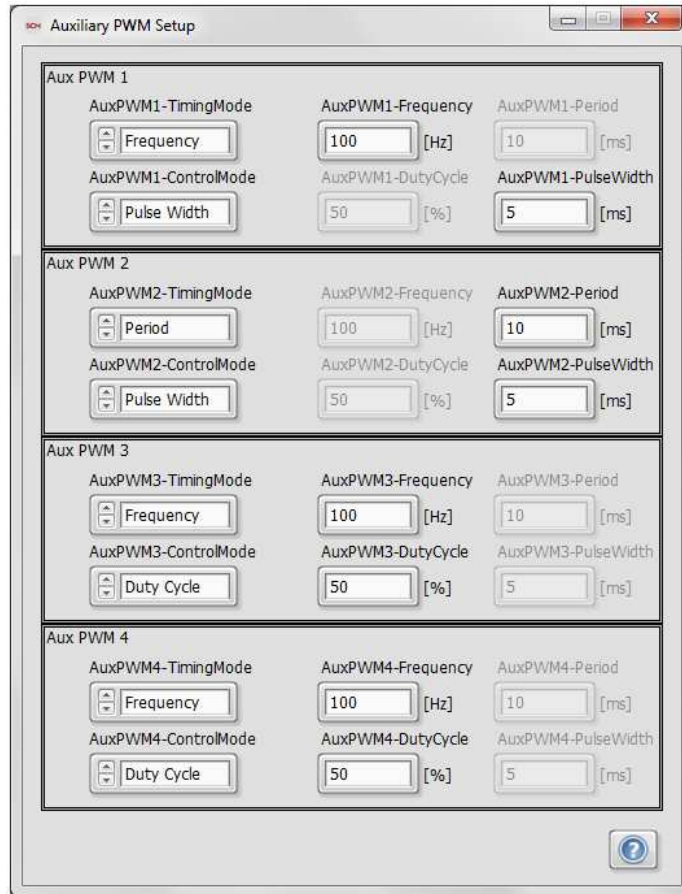 SCM Auxiliary PWM Setup
Aux PWM 1
AuxPWM1-TimingMode AuxPWM1-Frequency AuxPWM1-Period
Frequency 100 [Hz] 10 [ms]
AuxPWM1-ControlMode AuxPWM1-DutyCycle AuxPWM1-PulseWidth
Pulse Width 50 [%] 5 [ms]
Aux PWM 2
AuxPWM2-TimingMode AuxPWM2-Frequency AuxPWM2-Period
Period 100 [Hz] 10 [ms]
AuxPWM2-ControlMode AuxPWM2-DutyCycle AuxPWM2-PulseWidth
Pulse Width 50 [%] 5 [ms]
Aux PWM 3
AuxPWM3-TimingMode AuxPWM3-Frequency AuxPWM3-Period
Frequency 100 [Hz] 10 [ms]
AuxPWM3-ControlMode AuxPWM3-DutyCycle AuxPWM3-PulseWidth
Duty Cycle 50 [%] 5 [ms]
Aux PWM 4
AuxPWM4-TimingMode AuxPWM4-Frequency AuxPWM4-Period
Frequency 100 [Hz] 10 [ms]
AuxPWM4-ControlMode AuxPWM4-DutyCycle AuxPWM4-PulseWidth
Duty Cycle 50 [%] 5 [ms]
?